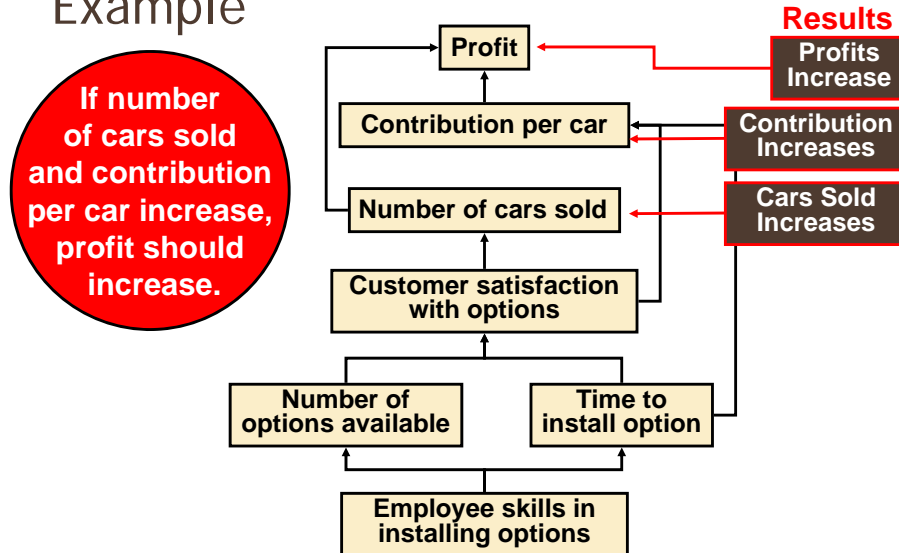 Example
Results
If number
of cars sold
and contribution
per car increase,
profit should
increase.
Profit
Profits
Increase
Contribution per car
Contribution
Increases
Number of cars sold
Cars Sold
Increases
Customer satisfaction
with options
Number of
options available
Time to
install option
Employee skills in
installing options